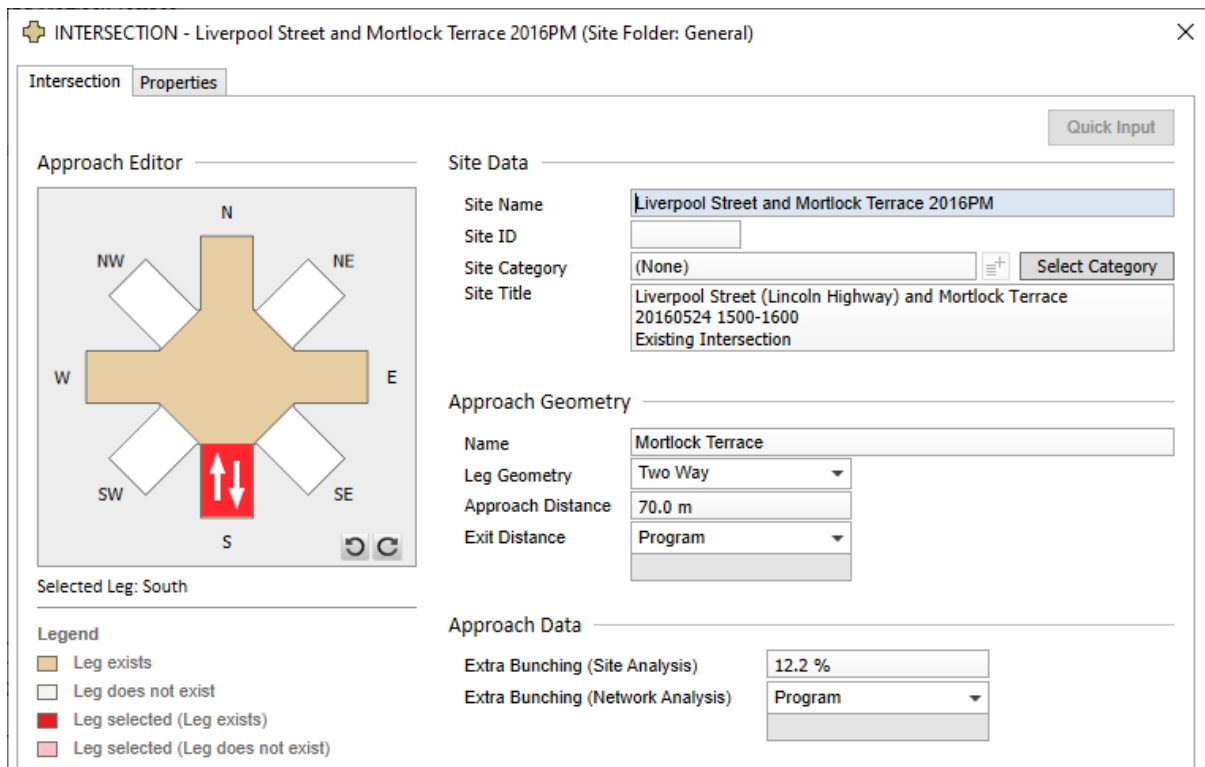 INTERSECTION - Liverpool Street and Mortlock Terrace 2016PM (Site Folder: General)
Intersection
Properties
Quick Input
Approach Editor
N
NW
NE
W
E
SW
SE
S
Selected Leg: South
Legend
Leg exists
Leg does not exist
Leg selected (Leg exists)
Leg selected (Leg does not exist)
Site Data
Site Name Liverpool Street and Mortlock Terrace 2016PM
Site ID
Site Category (None) Select Category
Site Title Liverpool Street (Lincoln Highway) and Mortlock Terrace
20160524 1500-1600
Existing Intersection
Approach Geometry
Name Mortlock Terrace
Leg Geometry Two Way
Approach Distance 70.0 m
Exit Distance Program
Approach Data
Extra Bunching (Site Analysis) 12.2 %
Extra Bunching (Network Analysis) Program